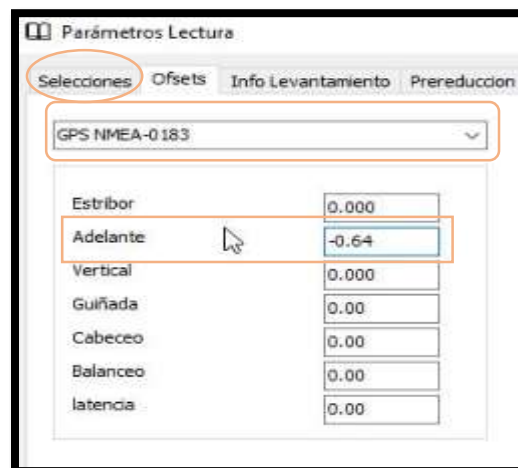 Parámetros Lectura
Selecciones Ofsets Info Levantamiento Prereduccion
GPS NMEA-0183
Estribor 0.000
Adelante -0.64
Vertical 0.000
Guiñada 0.00
Cabeceo 0.00
Balanceo 0.00
latencia 0.00